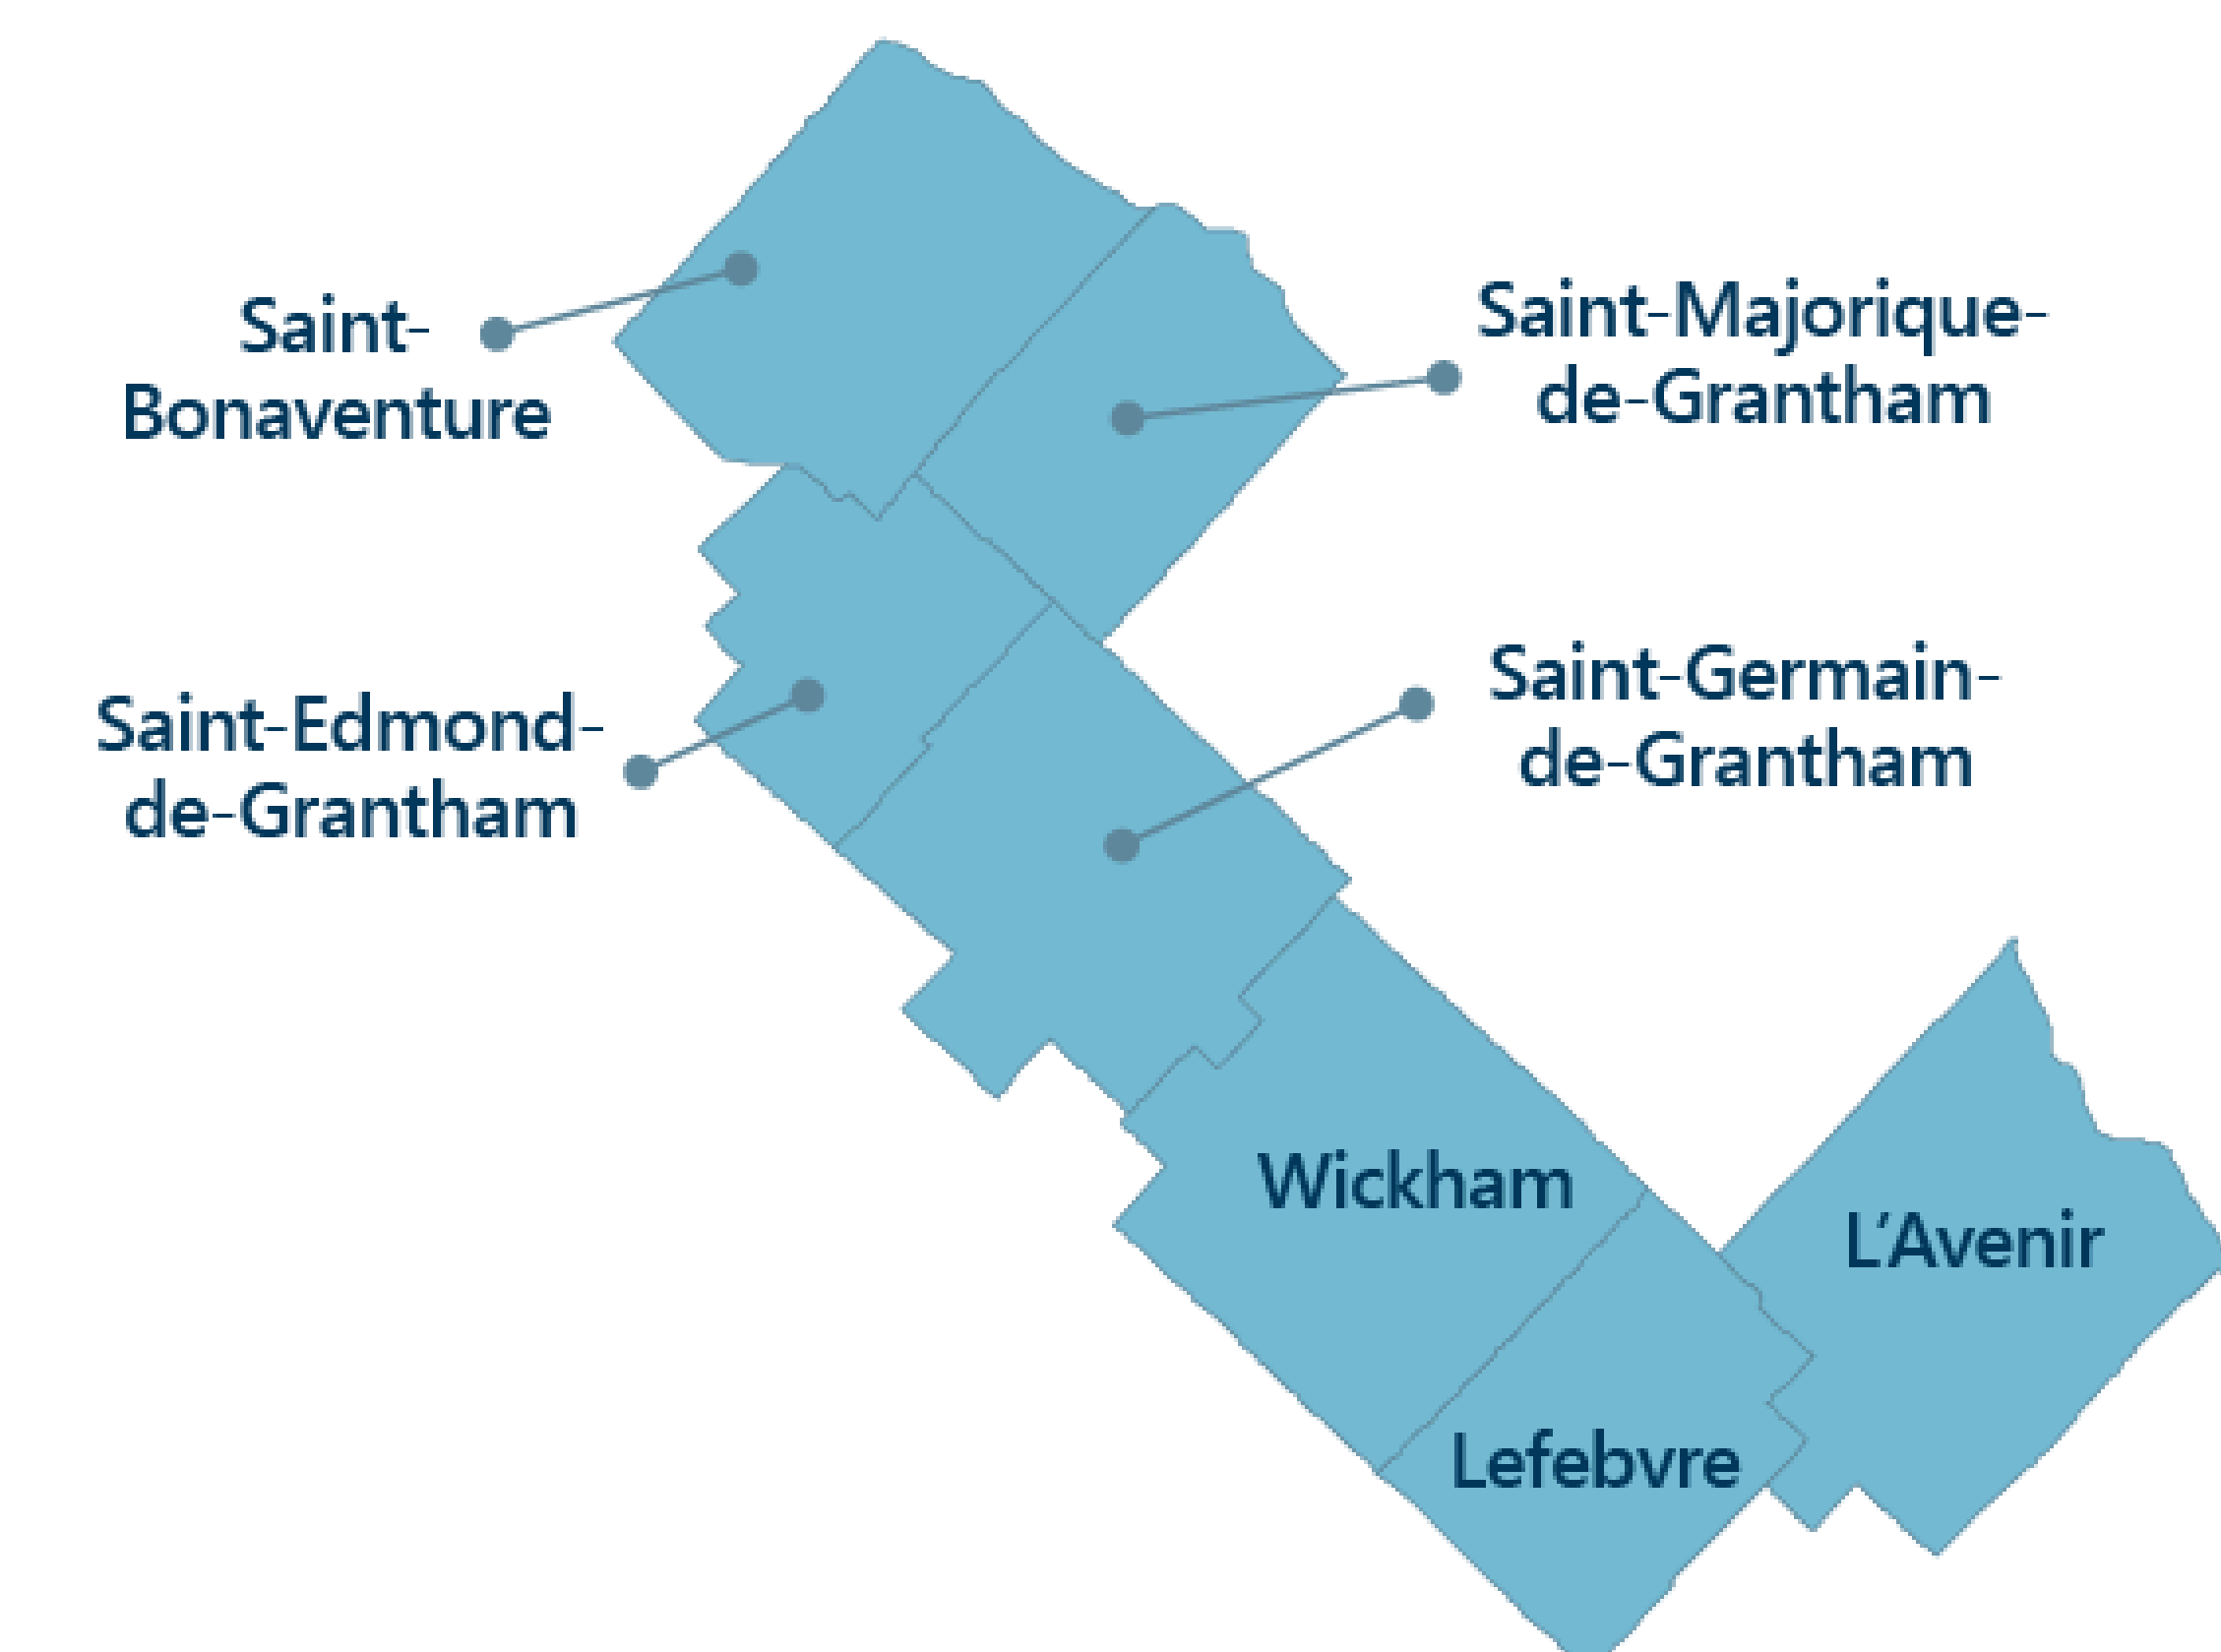 Saint-
Bonaventure
Saint-Majorique-
de-Grantham
Saint-Edmond-
de-Grantham
Saint-Germain-
de-Grantham
Wickham
L’Avenir
Lefebvre